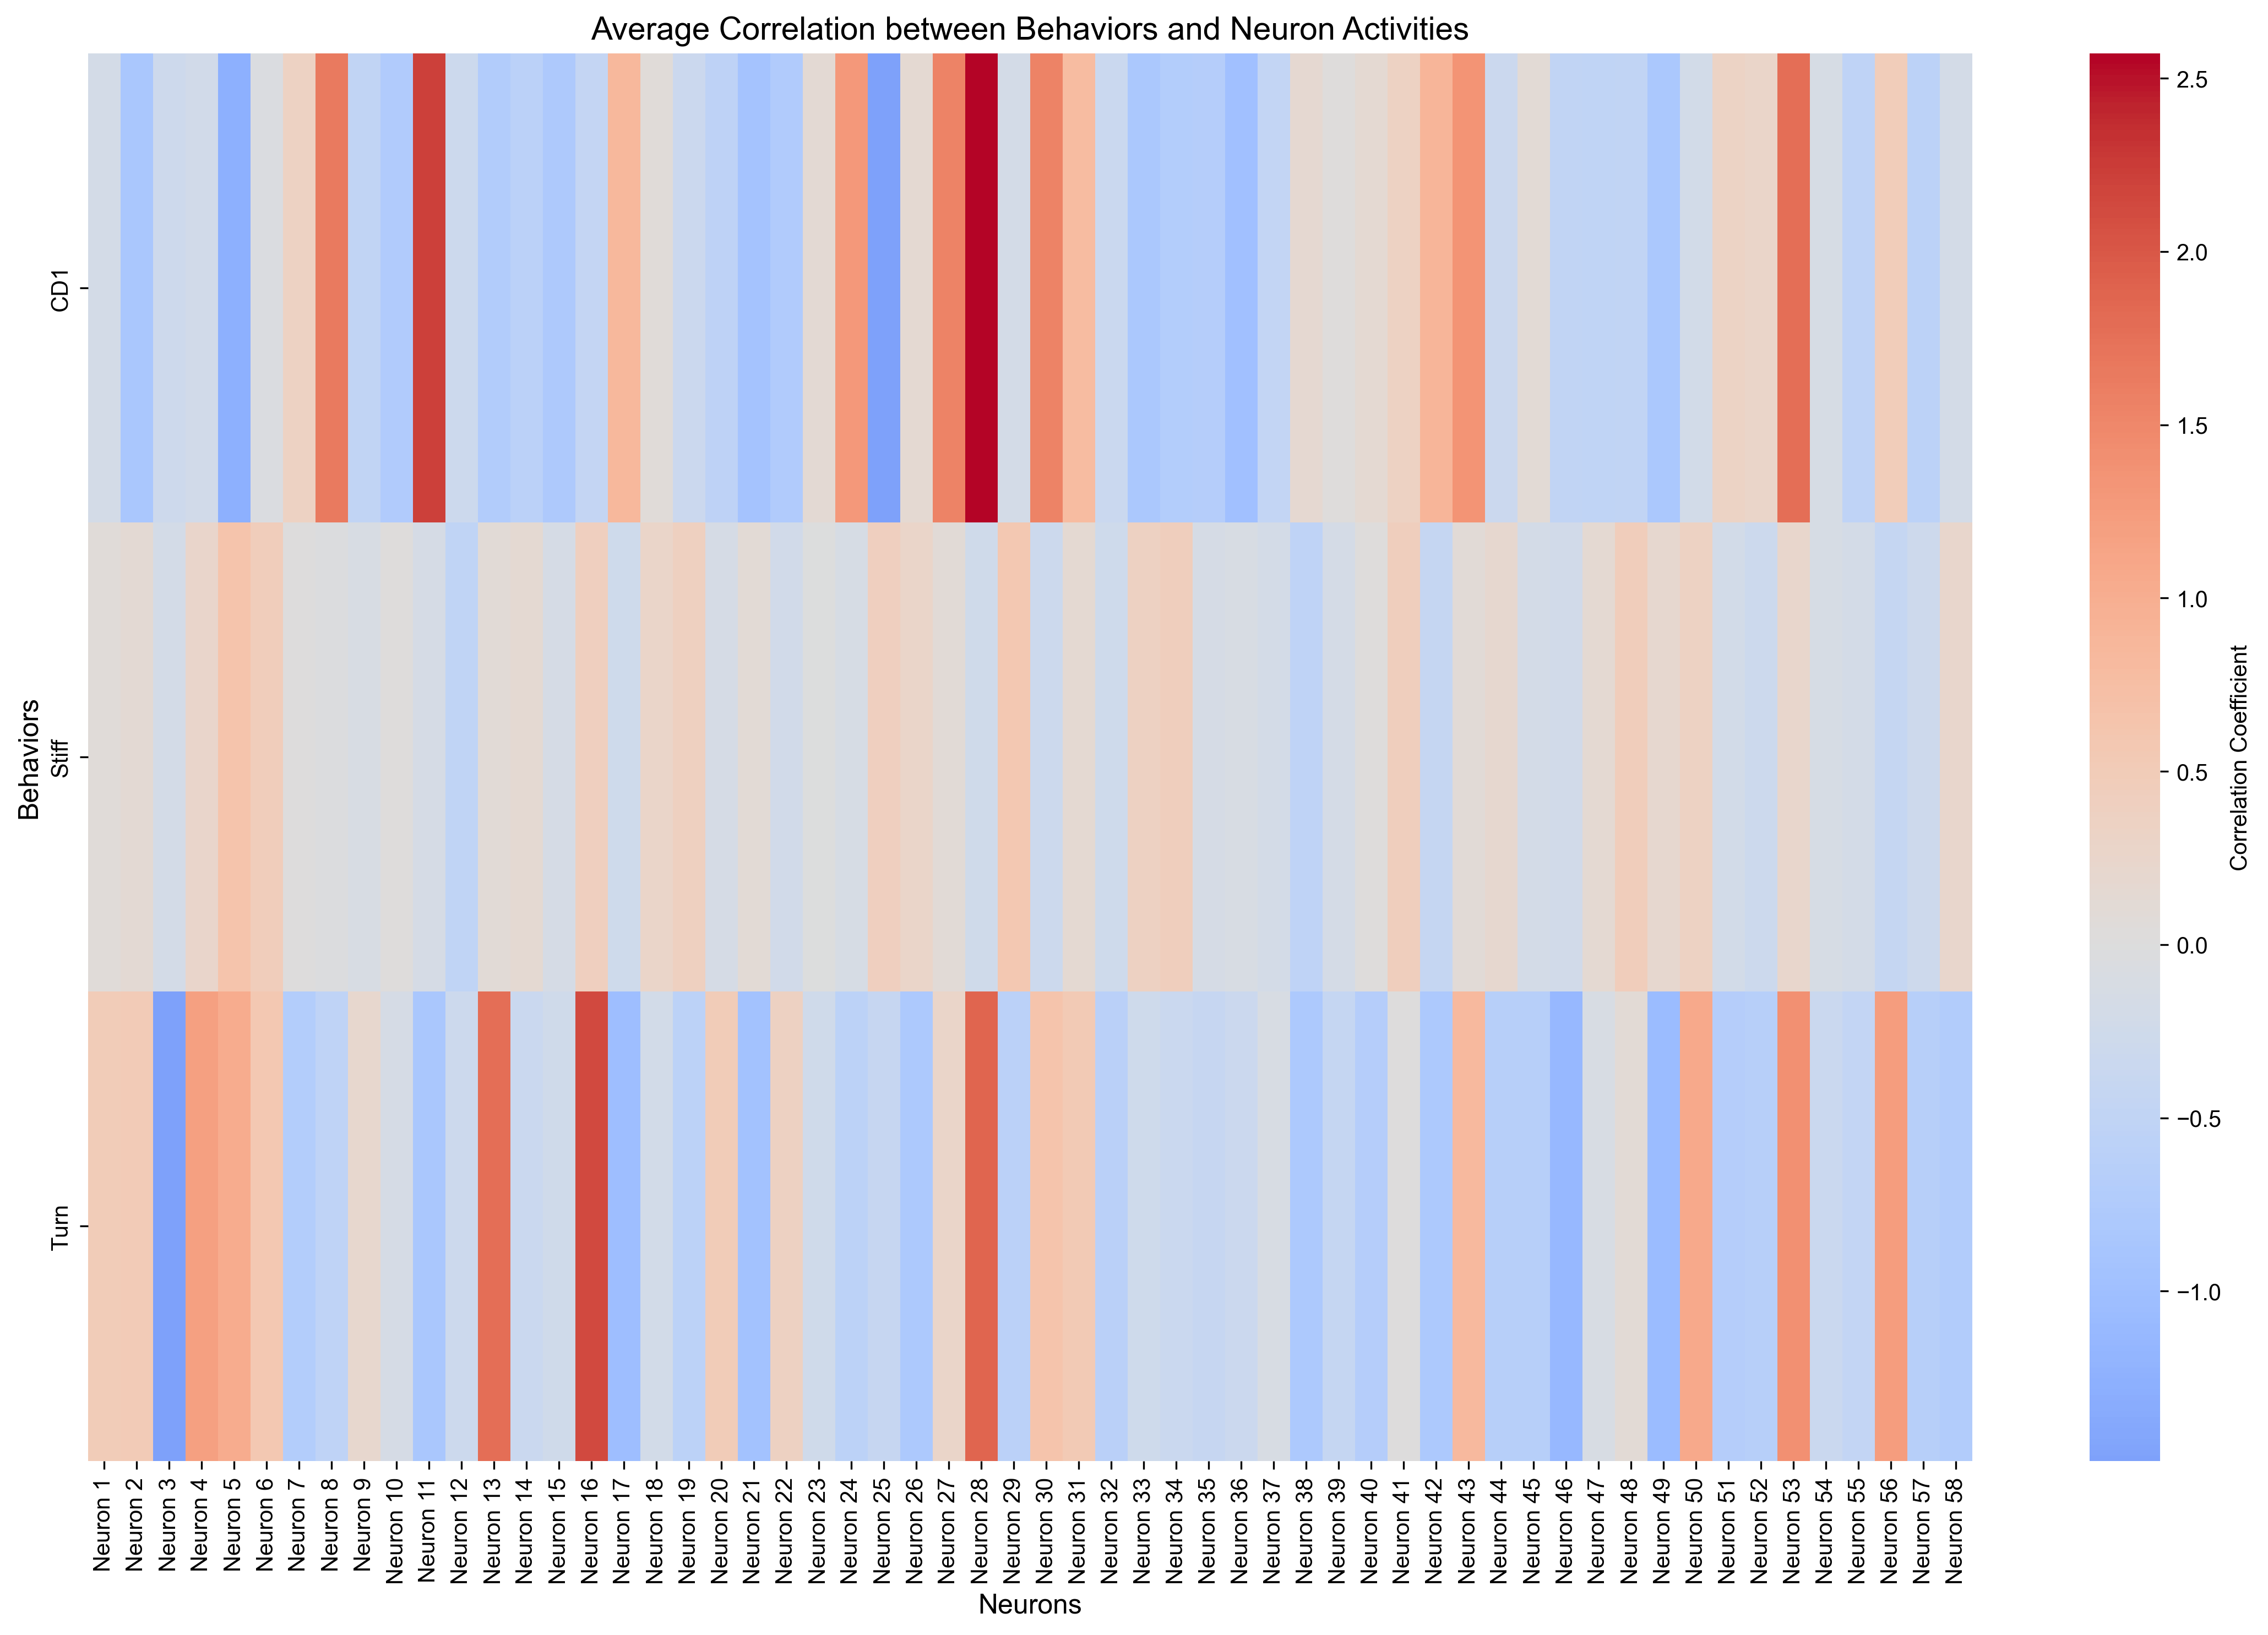 Average Correlation between Behaviors and Neuron Activities
Behaviors
CD1
Stiff
Turn
Neuron 1
Neuron 2
Neuron 3
Neuron 4
Neuron 5
Neuron 6
Neuron 7
Neuron 8
Neuron 9
Neuron 10
Neuron 11
Neuron 12
Neuron 13
Neuron 14
Neuron 15
Neuron 16
Neuron 17
Neuron 18
Neuron 19
Neuron 20
Neuron 21
Neuron 22
Neuron 23
Neuron 24
Neuron 25
Neuron 26
Neuron 27
Neuron 28
Neuron 29
Neuron 30
Neuron 31
Neuron 32
Neuron 33
Neuron 34
Neuron 35
Neuron 36
Neuron 37
Neuron 38
Neuron 39
Neuron 40
Neuron 41
Neuron 42
Neuron 43
Neuron 44
Neuron 45
Neuron 46
Neuron 47
Neuron 48
Neuron 49
Neuron 50
Neuron 51
Neuron 52
Neuron 53
Neuron 54
Neuron 55
Neuron 56
Neuron 57
Neuron 58
Neurons
2.5
2.0
1.5
1.0
0.5
0.0
−0.5
−1.0
Correlation Coefficient